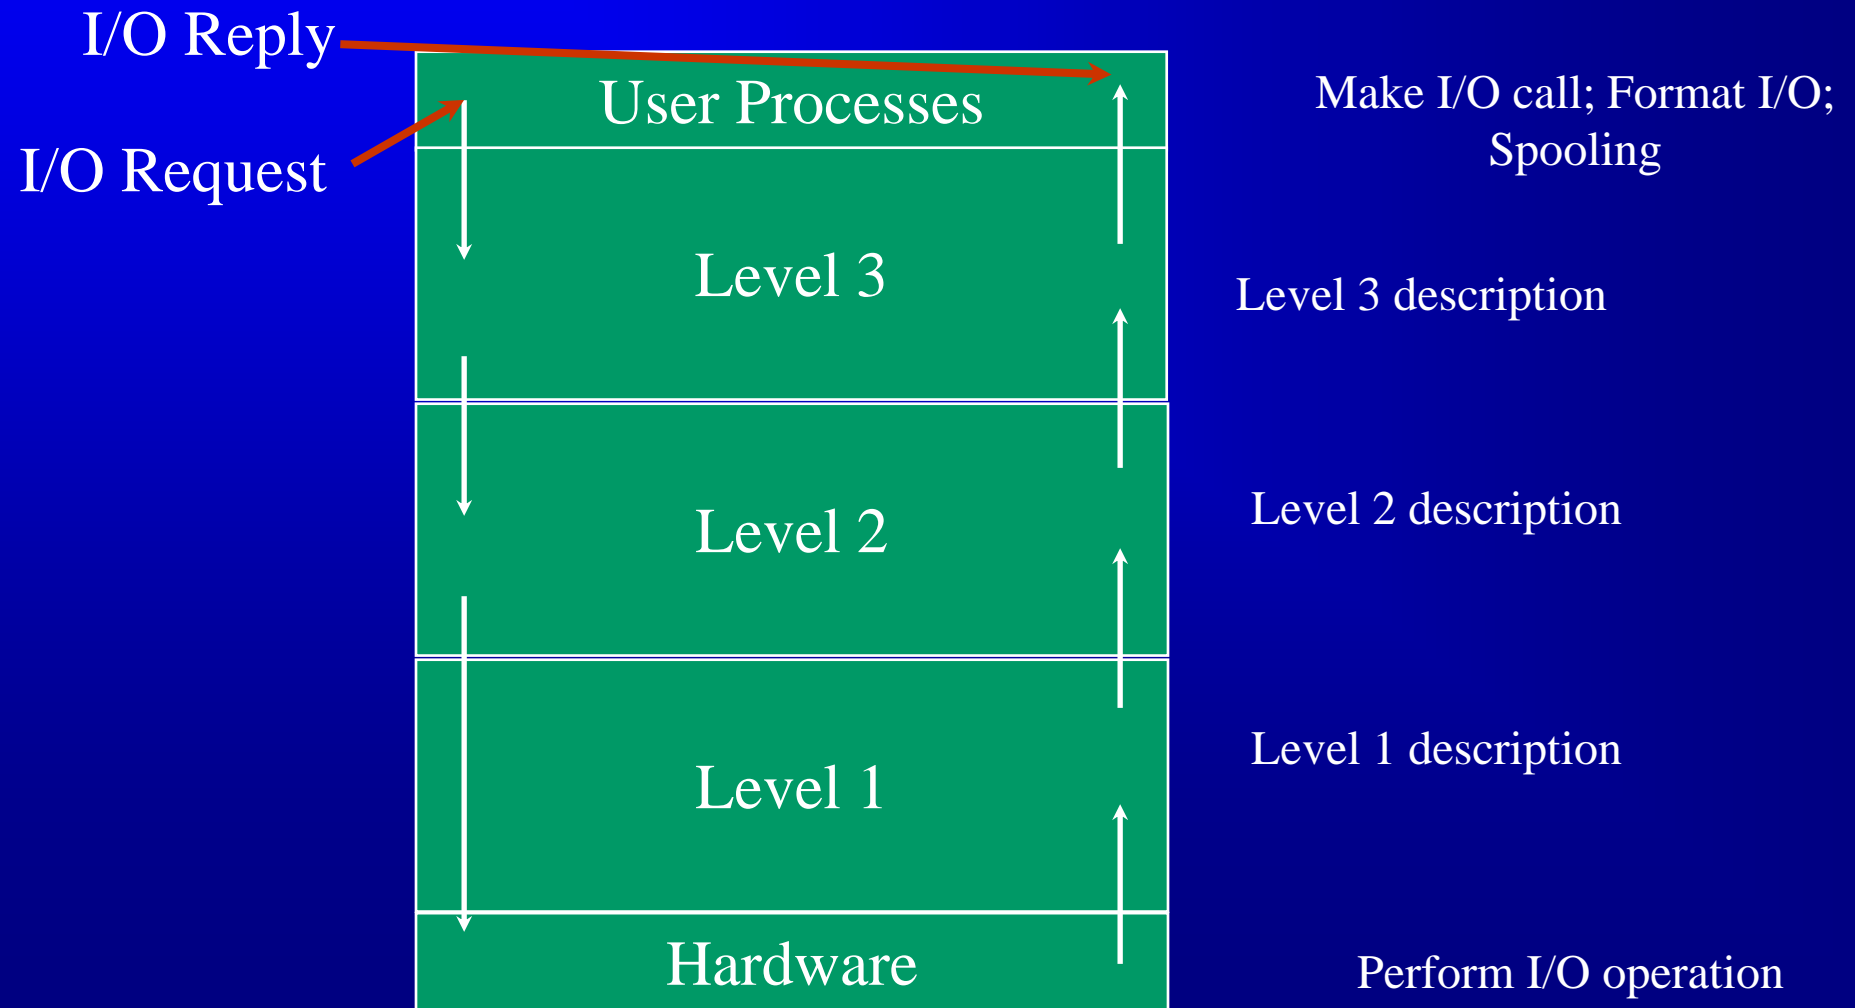 I/O Reply
User Processes
Make I/O call; Format I/O;
Spooling
I/O Request
Level 3
Level 3 description
Level 2
Level 2 description
Level 1
Level 1 description
Hardware
Perform I/O operation